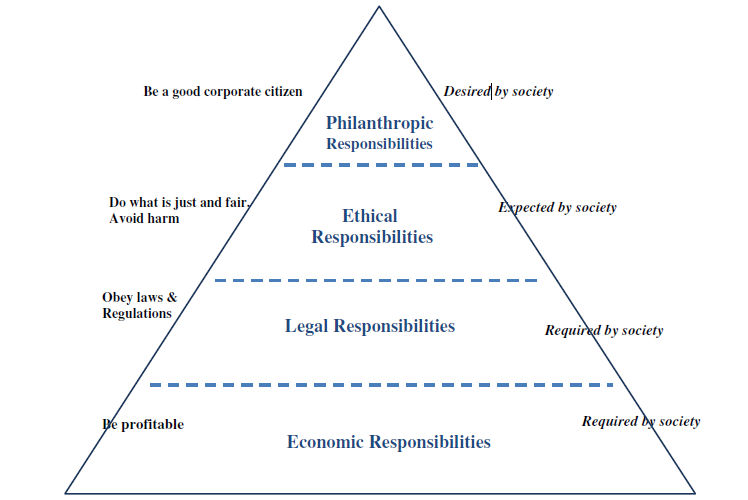 Be a good corporate citizen
Desired by society
Philanthropic
Responsibilities
Do what is just and fair,
Avoid harm
Expected by society
Ethical
Responsibilities
Obey laws &
Regulations
Legal Responsibilities
Required by society
Be profitable
Required by society
Economic Responsibilities